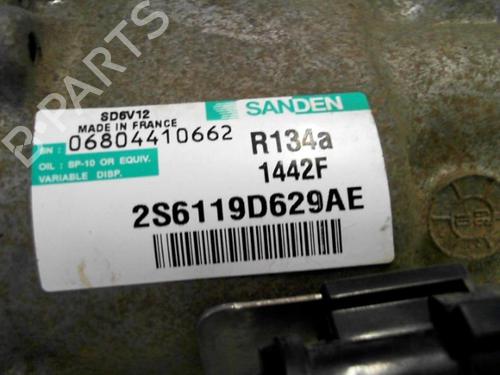 SD6V12
MADE IN FRANCE
SANDEN
SN : 06804410662
R134a
OIL : SP-10 OR EQUIV.
VARIABLE DISP.
1442F
2S6119D629AE
B-PARTS